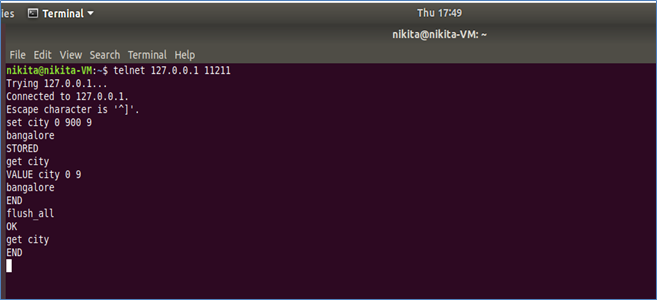 ies Terminal Thu 17:49
nikita@nikita-VM: ~
File Edit View Search Terminal Help
nikita@nikita-VM:~$ telnet 127.0.0.1 11211
Trying 127.0.0.1...
Connected to 127.0.0.1.
Escape character is '^]'.
set city 0 900 9
bangalore
STORED
get city
VALUE city 0 9
bangalore
END
flush_all
OK
get city
END